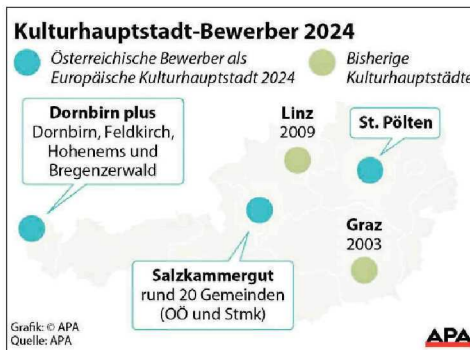 Kulturhauptstadt-Bewerber 2024
Österreichische Bewerber als
Europäische Kulturhauptstadt 2024
Bisherige
Kulturhauptstädte
Dornbirn plus
Dornbirn, Feldkirch,
Hohenems und
Bregenzerwald
Linz
2009
St. Pölten
Graz
2003
Salzkammergut
rund 20 Gemeinden
(OÖ und Stmk)
Grafik: © APA
Quelle: APA
APA